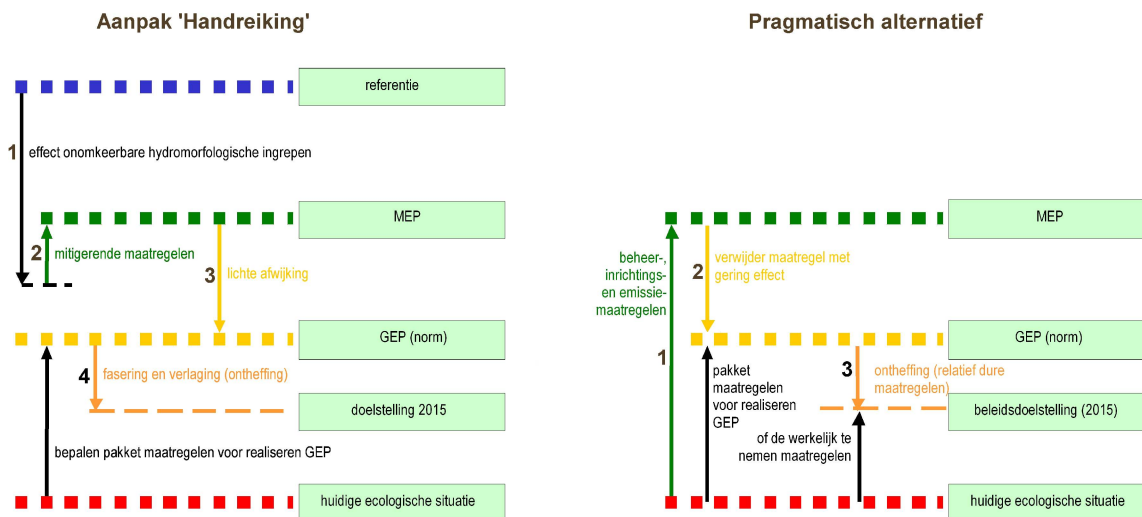 Aanpak 'Handreiking'
referentie
1
effect onomkeerbare hydromorfologische ingrepen
MEP
2
mitigerende maatregelen
3
lichte afwijking
GEP (norm)
4
fasering en verlaging (ontheffing)
doelstelling 2015
bepalen pakket maatregelen voor realiseren GEP
huidige ecologische situatie
Pragmatisch alternatief
MEP
beheer-,
inrichtings-
en emissie-
maatregelen
2
verwijder maatregel met
gering effect
GEP (norm)
1
pakket
maatregelen
voor realiseren
GEP
3
ontheffing (relatief dure
maatregelen)
beleidsdoelstelling (2015)
of de werkelijk te
nemen maatregelen
huidige ecologische situatie